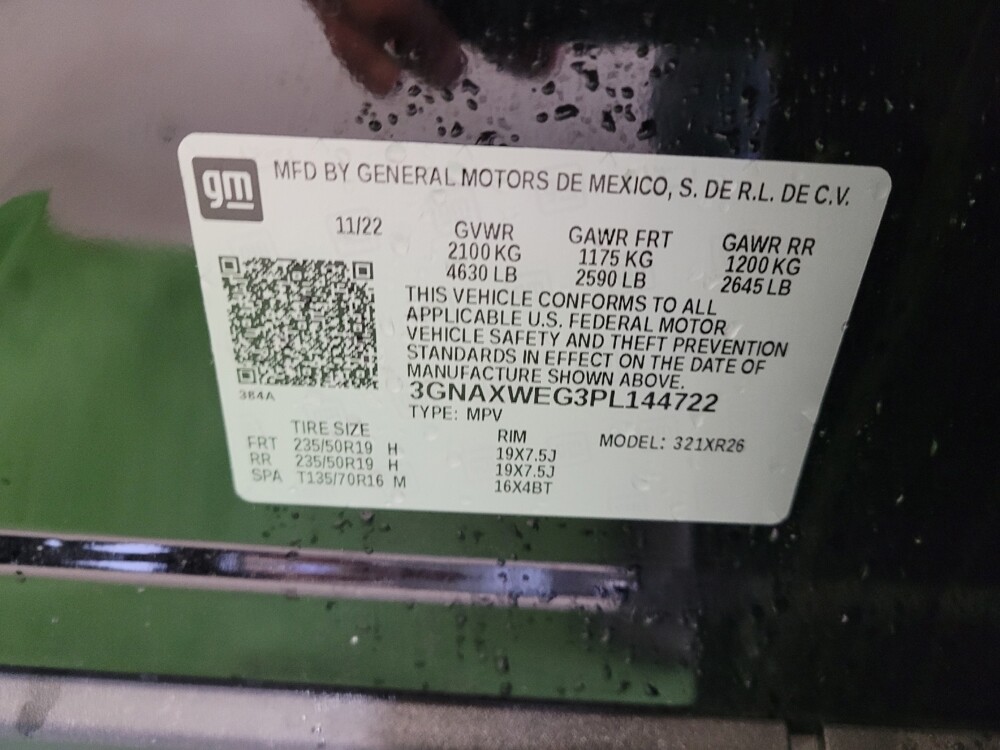 gm MFD BY GENERAL MOTORS DE MEXICO, S. DE R.L. DE C.V.
11/22 GVWR GAWR FRT GAWR RR
2100 KG 1175 KG 1200 KG
4630 LB 2590 LB 2645 LB
THIS VEHICLE CONFORMS TO ALL
APPLICABLE U.S. FEDERAL MOTOR
VEHICLE SAFETY AND THEFT PREVENTION
STANDARDS IN EFFECT ON THE DATE OF
MANUFACTURE SHOWN ABOVE.
384A
3GNAXWEG3PL144722
TYPE: MPV
TIRE SIZE RIM MODEL: 321XR26
FRT 235/50R19 H 19X7.5J
RR 235/50R19 H 19X7.5J
SPA T135/70R16 M 16X4BT